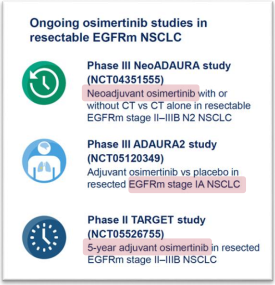 Ongoing osimertinib studies in
resectable EGFRm NSCLC
Phase III NeoADAURA study
(NCT04351555)
Neoadjuvant osimertinib with or
without CT vs CT alone in resectable
EGFRm stage II–IIIB N2 NSCLC
Phase III ADAURA2 study
(NCT05120349)
Adjuvant osimertinib vs placebo in
resected EGFRm stage IA NSCLC
Phase II TARGET study
(NCT05526755)
5-year adjuvant osimertinib in resected
EGFRm stage II–IIIB NSCLC